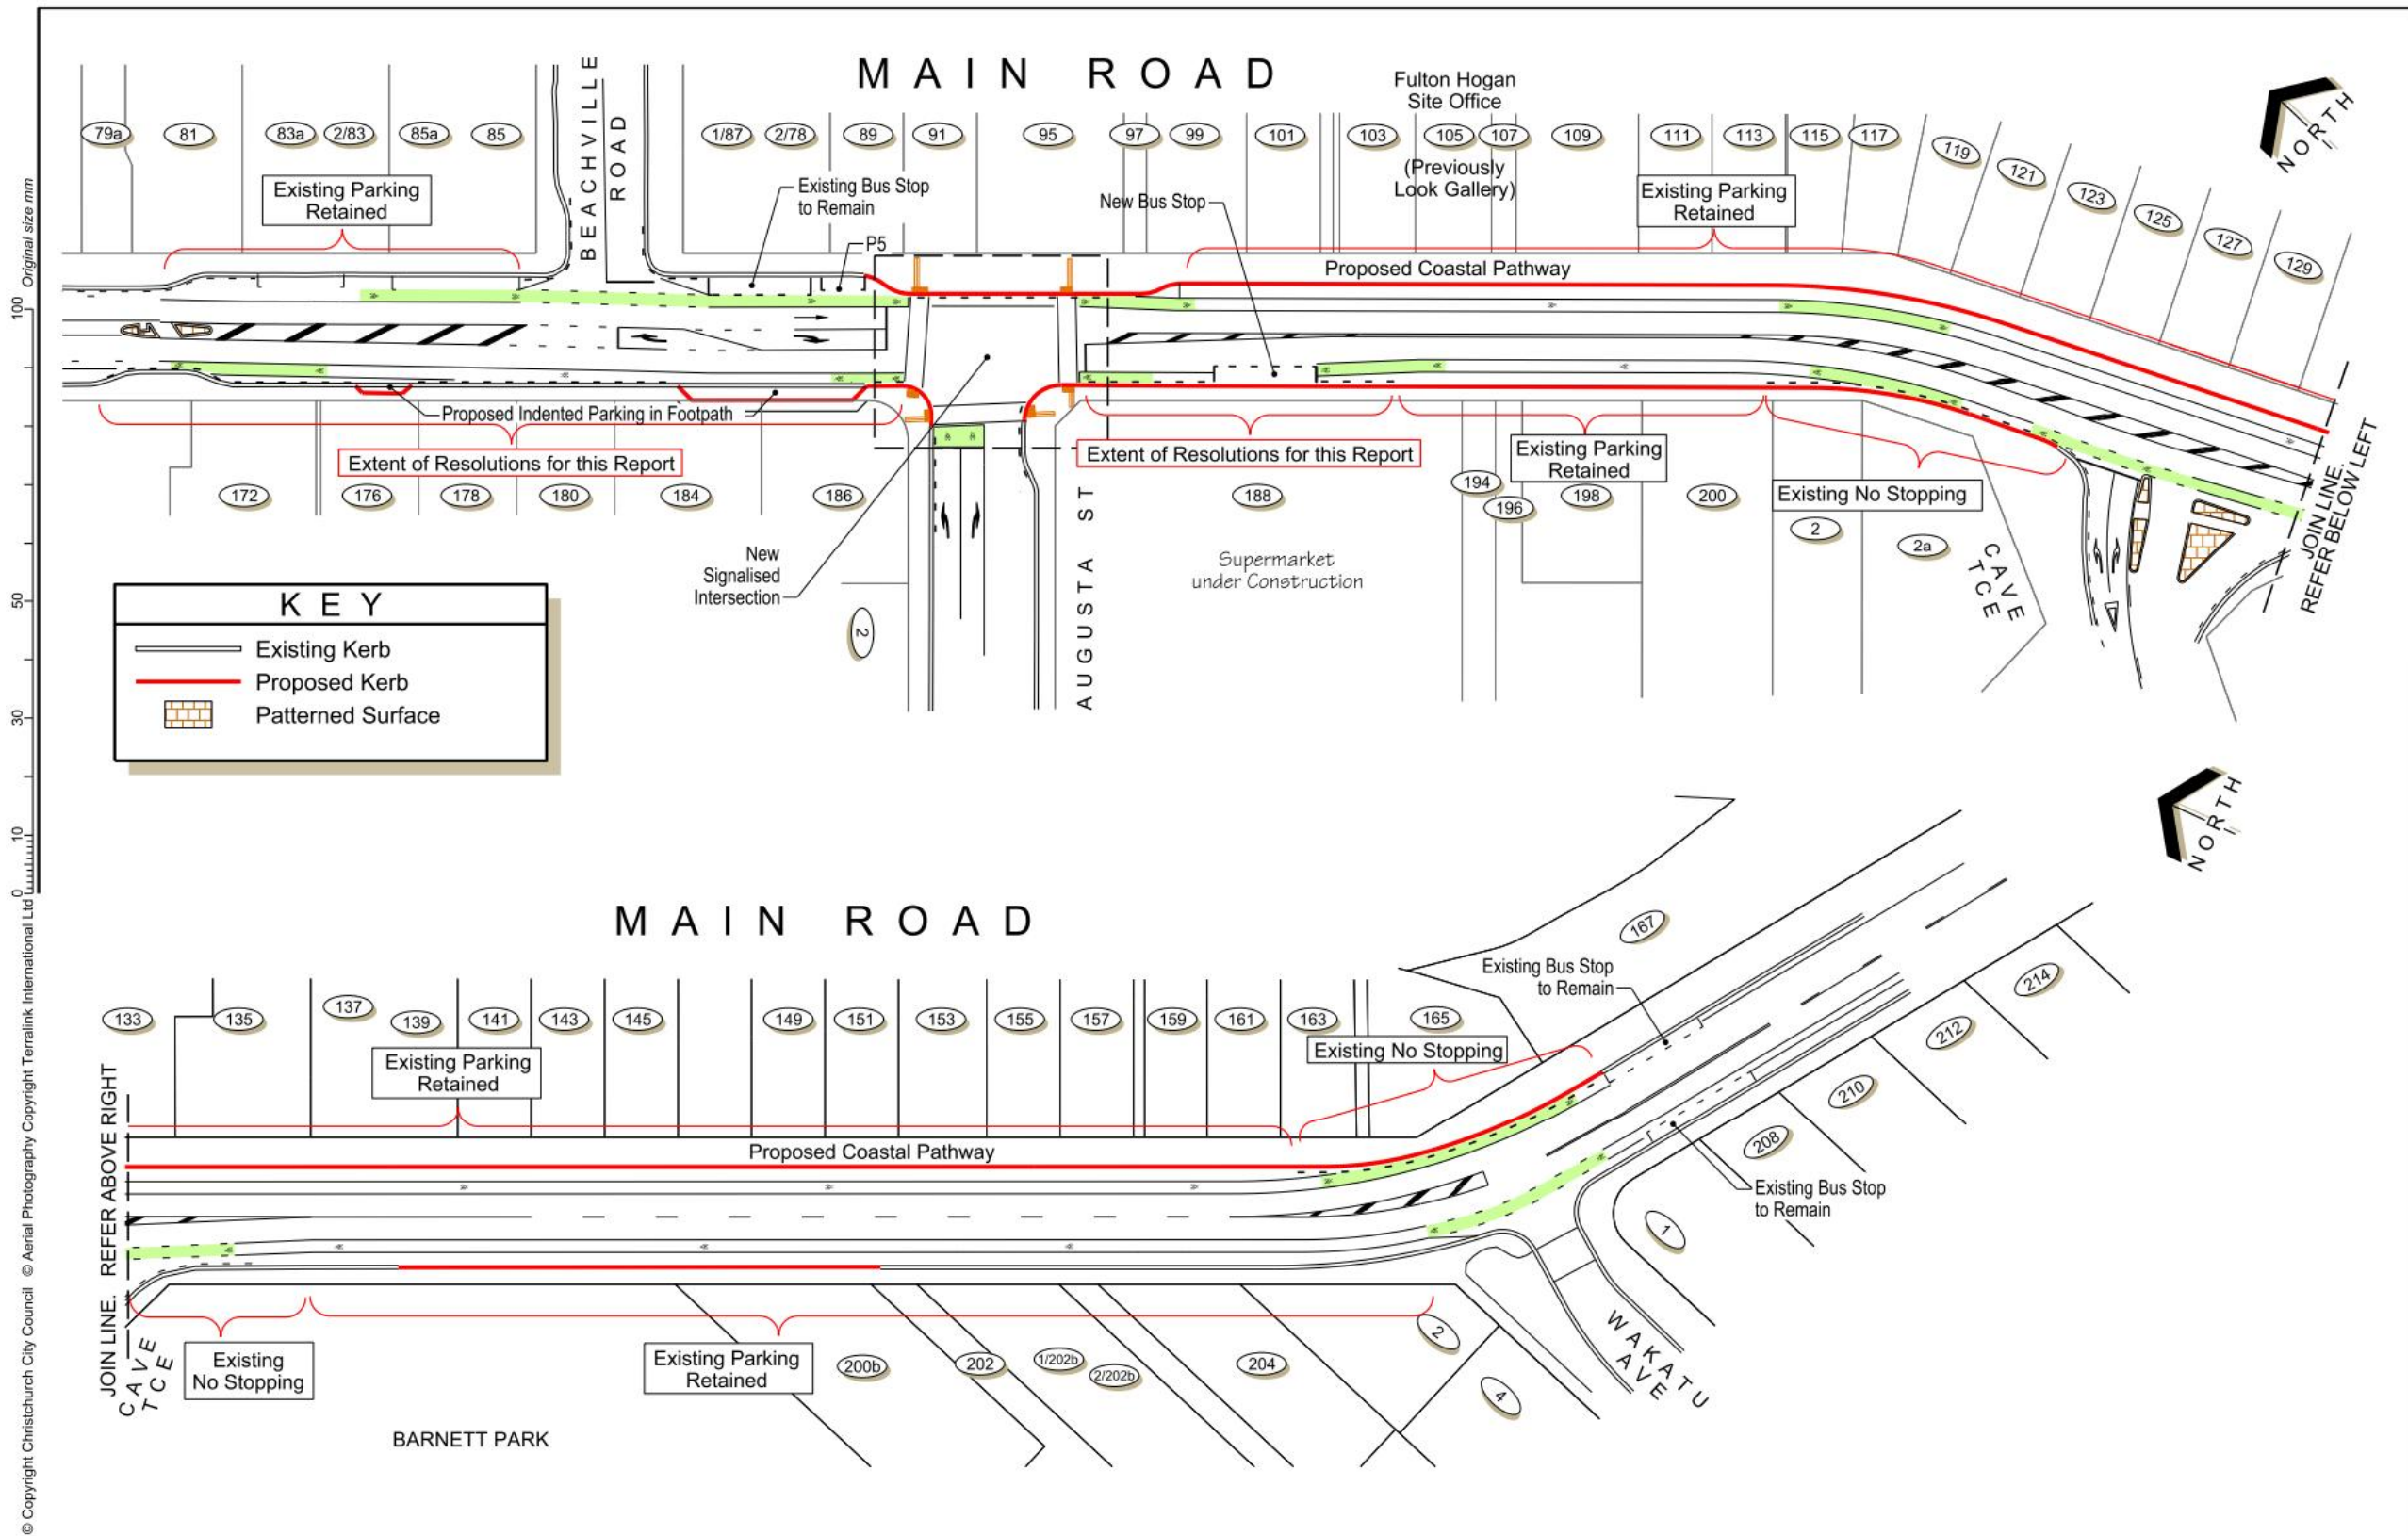 MAIN ROAD
BEACHVILLE
ROAD
Fulton Hogan
Site Office
(Previously
Look Gallery)
NORTH
79a
81
83a
2/83
85a
85
1/87
2/78
89
91
95
97
99
101
103
105
107
109
111
113
115
117
119
121
123
125
127
129
Existing Parking
Retained
Existing Bus Stop
to Remain
P5
New Bus Stop
Existing Parking
Retained
Proposed Coastal Pathway
Proposed Indented Parking in Footpath
Extent of Resolutions for this Report
Extent of Resolutions for this Report
Existing Parking
Retained
Existing No Stopping
172
176
178
180
184
186
188
194
196
198
200
2
2a
2
New
Signalised
Intersection
AUGUSTA ST
Supermarket
under Construction
CAVE
TCE
JOIN LINE.
REFER BELOW LEFT
KEY
Existing Kerb
Proposed Kerb
Patterned Surface
100
50
30
10
0
Original size mm
© Copyright Christchurch City Council © Aerial Photography Copyright Terralink International Ltd
NORTH
MAIN ROAD
133
135
137
139
141
143
145
149
151
153
155
157
159
161
163
165
167
Existing Parking
Retained
Existing No Stopping
Existing Bus Stop
to Remain
Proposed Coastal Pathway
JOIN LINE. REFER ABOVE RIGHT
CAVE
TCE
Existing
No Stopping
Existing Parking
Retained
BARNETT PARK
200b
202
1/202b
2/202b
204
2
4
WAKATU
AVE
1
Existing Bus Stop
to Remain
208
210
212
214